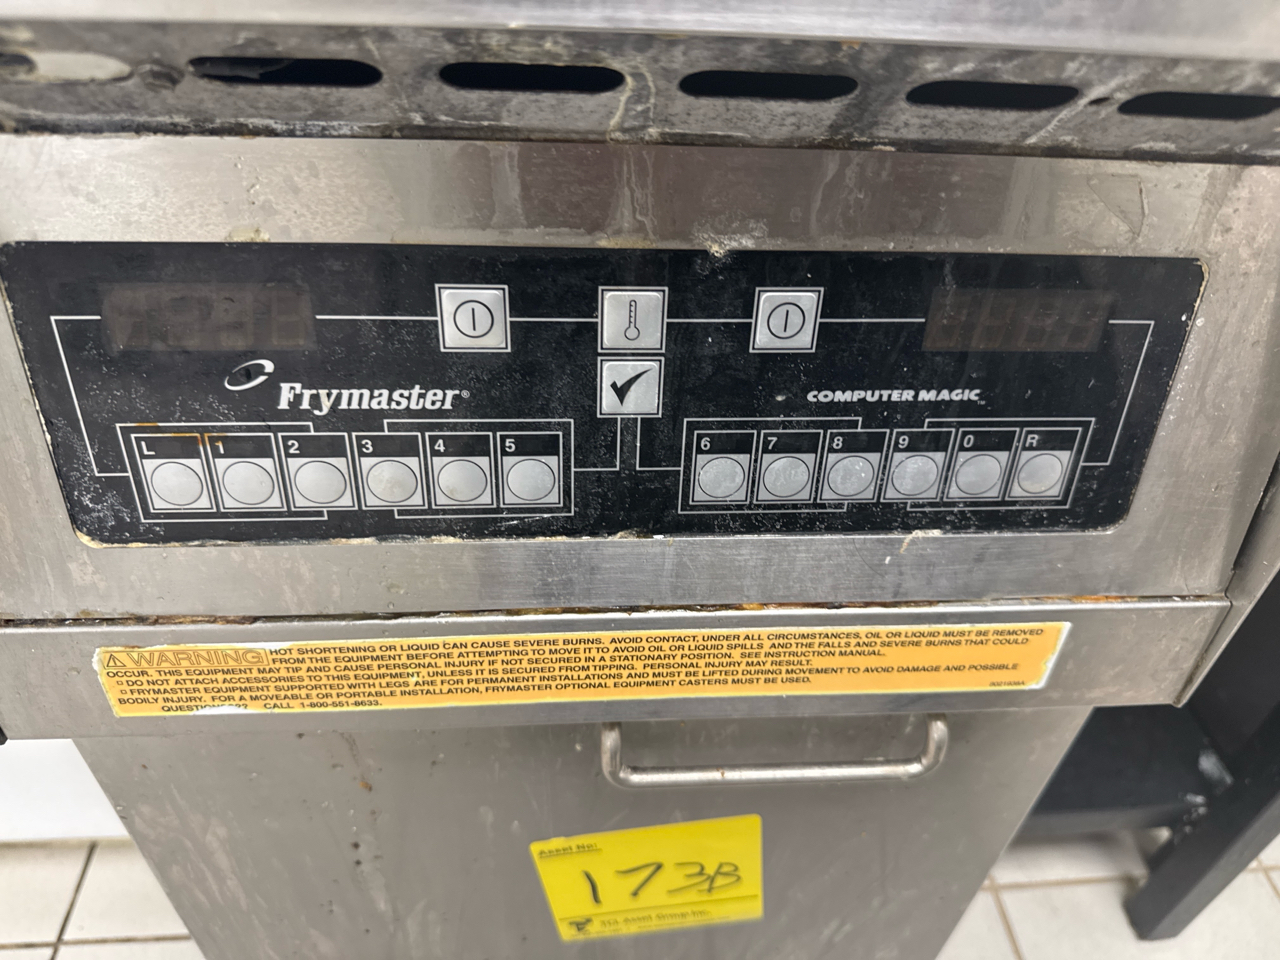 Frymaster®
COMPUTER MAGIC™
L 1 2 3 4 5 6 7 8 9 0 R
WARNING HOT SHORTENING OR LIQUID CAN CAUSE SEVERE BURNS. AVOID CONTACT, UNDER ALL CIRCUMSTANCES, OIL OR LIQUID MUST BE REMOVED
FROM THE EQUIPMENT BEFORE ATTEMPTING TO MOVE IT TO AVOID OIL OR LIQUID SPILLS AND THE FALLS AND SEVERE BURNS THAT COULD
OCCUR. THIS EQUIPMENT MAY TIP AND CAUSE PERSONAL INJURY IF NOT SECURED IN A STATIONARY POSITION. SEE INSTRUCTION MANUAL.
DO NOT ATTACH ACCESSORIES TO THIS EQUIPMENT, UNLESS IT IS SECURED FROM TIPPING. PERSONAL INJURY MAY RESULT.
FRYMASTER EQUIPMENT SUPPORTED WITH LEGS ARE FOR PERMANENT INSTALLATIONS AND MUST BE LIFTED DURING MOVEMENT TO AVOID DAMAGE AND POSSIBLE
BODILY INJURY. FOR A MOVEABLE OR PORTABLE INSTALLATION, FRYMASTER OPTIONAL EQUIPMENT CASTERS MUST BE USED.
CALL 1-800-551-8633.
Asset No:
173B
Asset Group Inc.